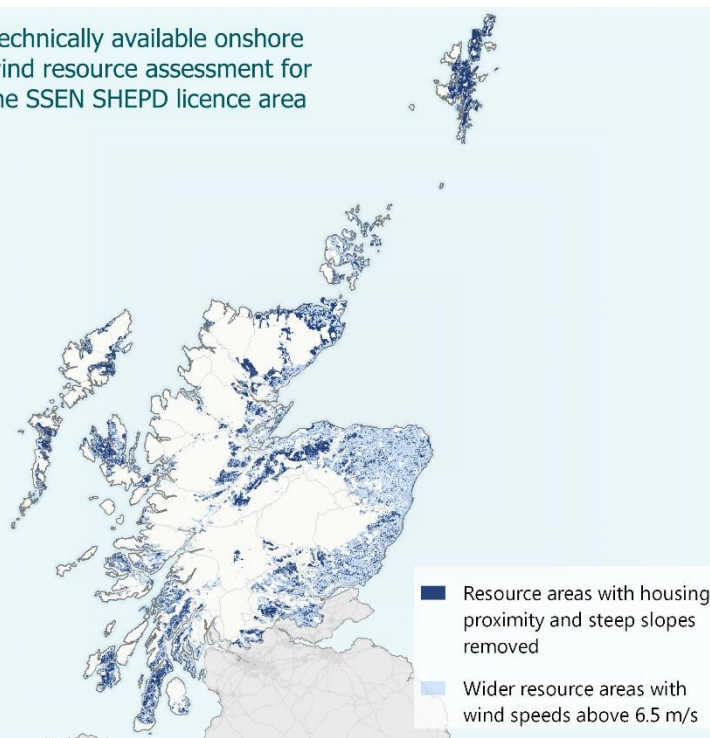 echnically available onshore
wind resource assessment for
he SSEN SHEPD licence area
Resource areas with housing
proximity and steep slopes
removed
Wider resource areas with
wind speeds above 6.5 m/s